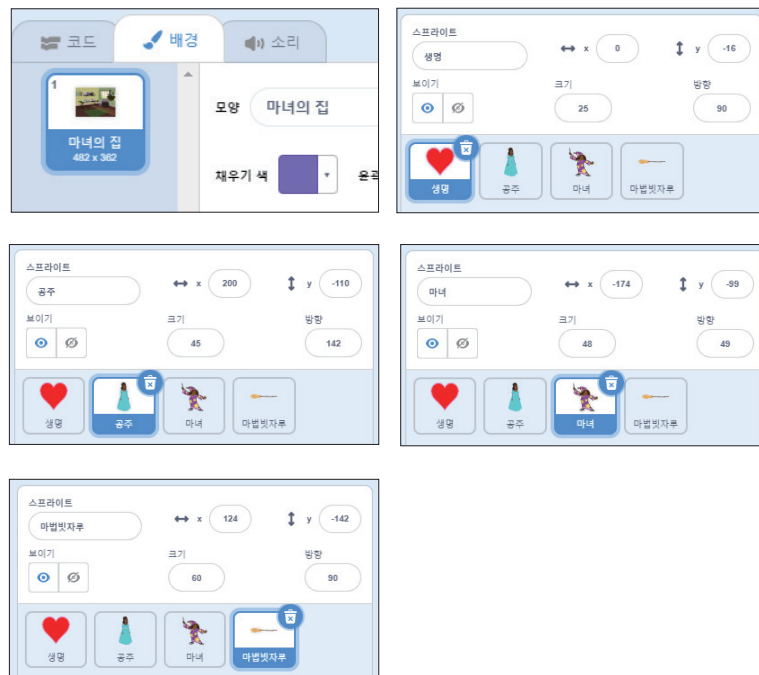 코드 배경 소리
1
마녀의 집
482 x 362
모양 마녀의 집
채우기 색
스프라이트
생명 x 0 y -16
보이기 크기 방향
25 90
생명 공주 마녀 마법빗자루
스프라이트
공주 x 200 y -110
보이기 크기 방향
45 142
생명 공주 마녀 마법빗자루
스프라이트
마녀 x -174 y -99
보이기 크기 방향
48 49
생명 공주 마녀 마법빗자루
스프라이트
마법빗자루 x 124 y -142
보이기 크기 방향
60 90
생명 공주 마녀 마법빗자루